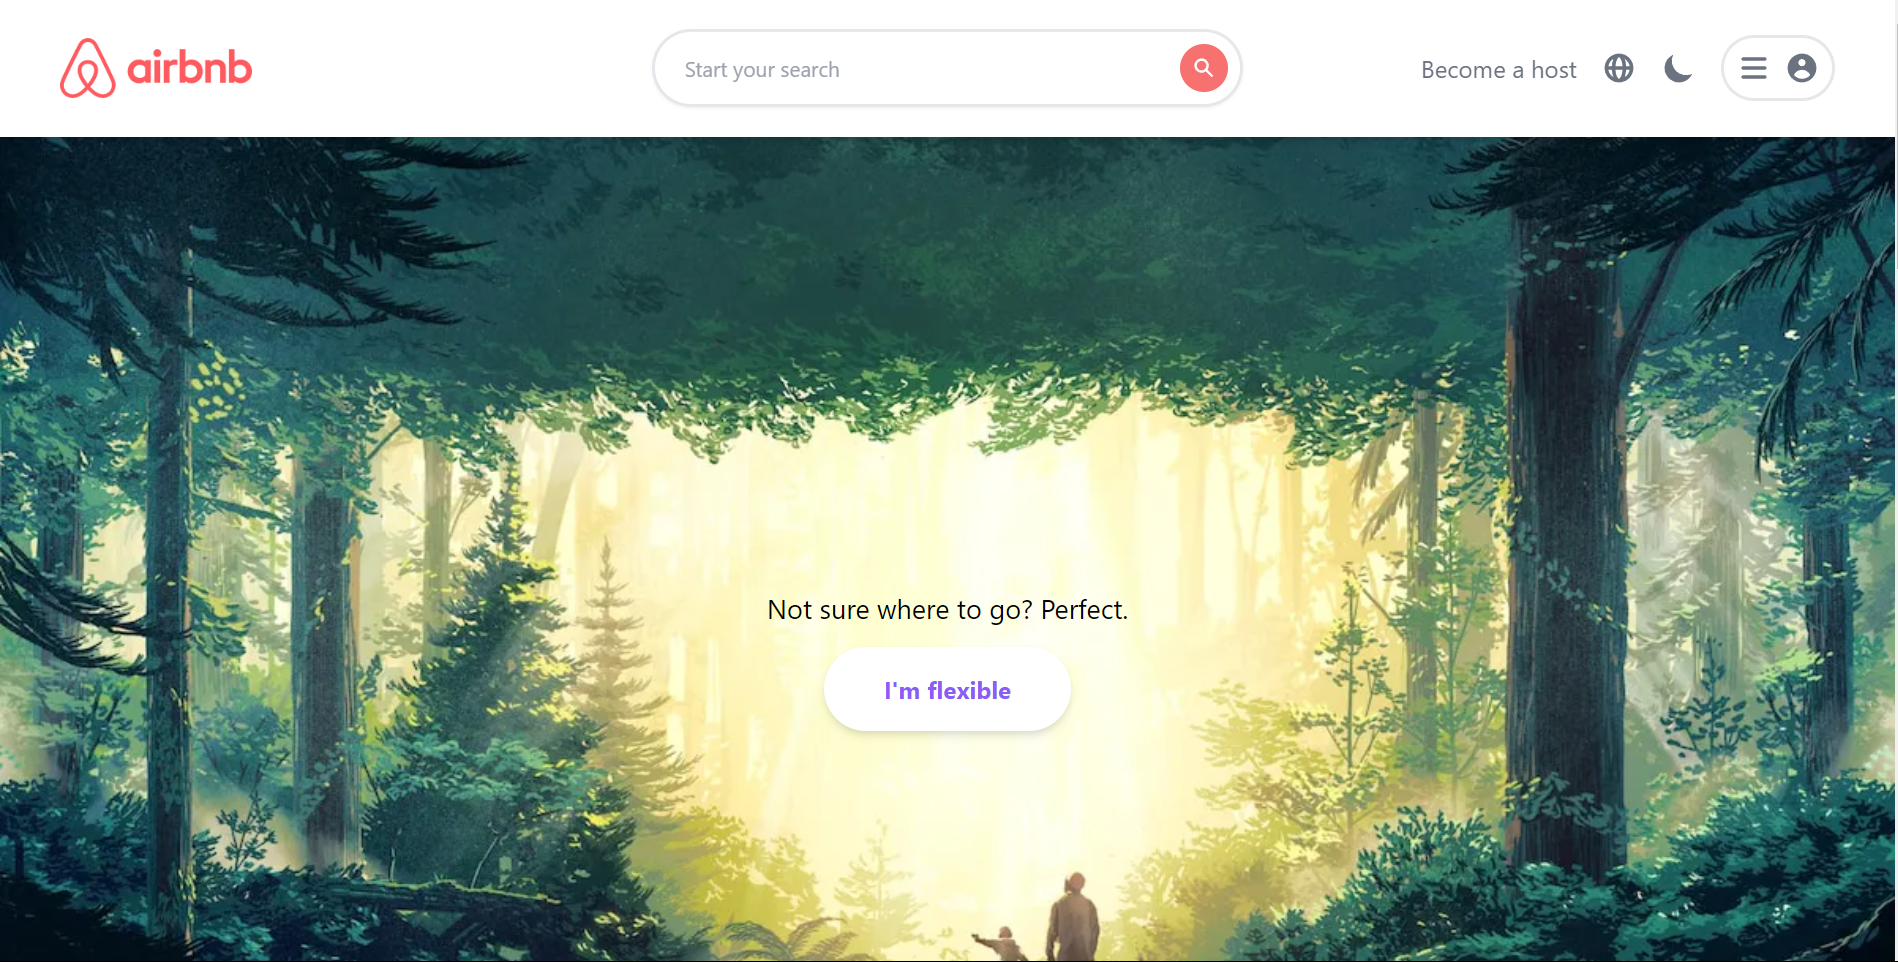 airbnb
Start your search
Become a host
Not sure where to go? Perfect.
I'm flexible